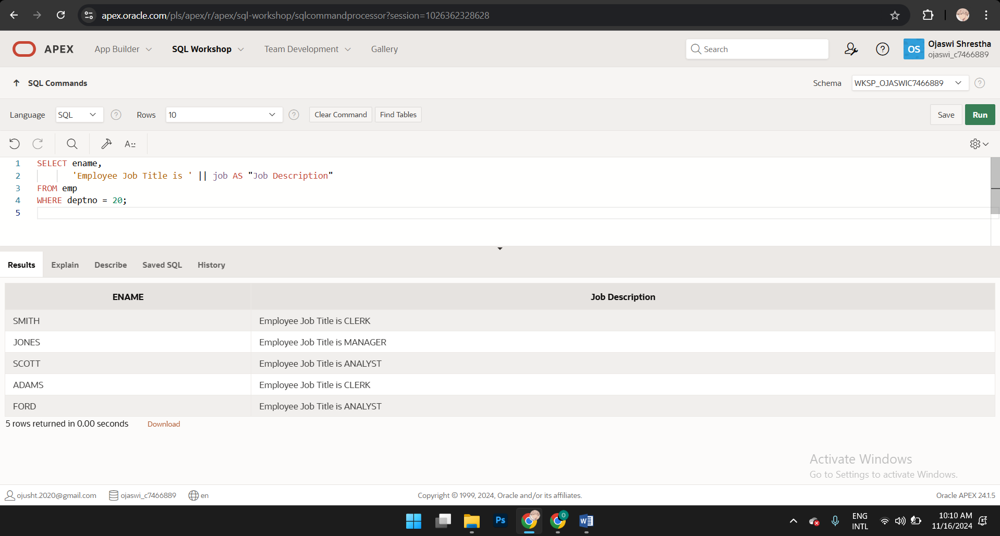 apex.oracle.com/pls/apex/r/apex/sql-workshop/sqlcommandprocessor?session=1026362328628
APEX App Builder SQL Workshop Team Development Gallery Search OS Ojaswi Shrestha
ojaswi_c7466889
SQL Commands Schema WKSP_OJASWIC7466889 ?
Language SQL ? Rows 10 ? Clear Command Find Tables Save Run
A::
1 SELECT ename,
2 'Employee Job Title is ' || job AS "Job Description"
3 FROM emp
4 WHERE deptno = 20;
5
Results Explain Describe Saved SQL History
ENAME Job Description
SMITH Employee Job Title is CLERK
JONES Employee Job Title is MANAGER
SCOTT Employee Job Title is ANALYST
ADAMS Employee Job Title is CLERK
FORD Employee Job Title is ANALYST
5 rows returned in 0.00 seconds Download
Activate Windows
Go to Settings to activate Windows.
ojusht.2020@gmail.com ojaswi_c7466889 en Copyright © 1999, 2024, Oracle and/or its affiliates. Oracle APEX 24.1.5
Ps O W ENG 10:10 AM
INTL 11/16/2024